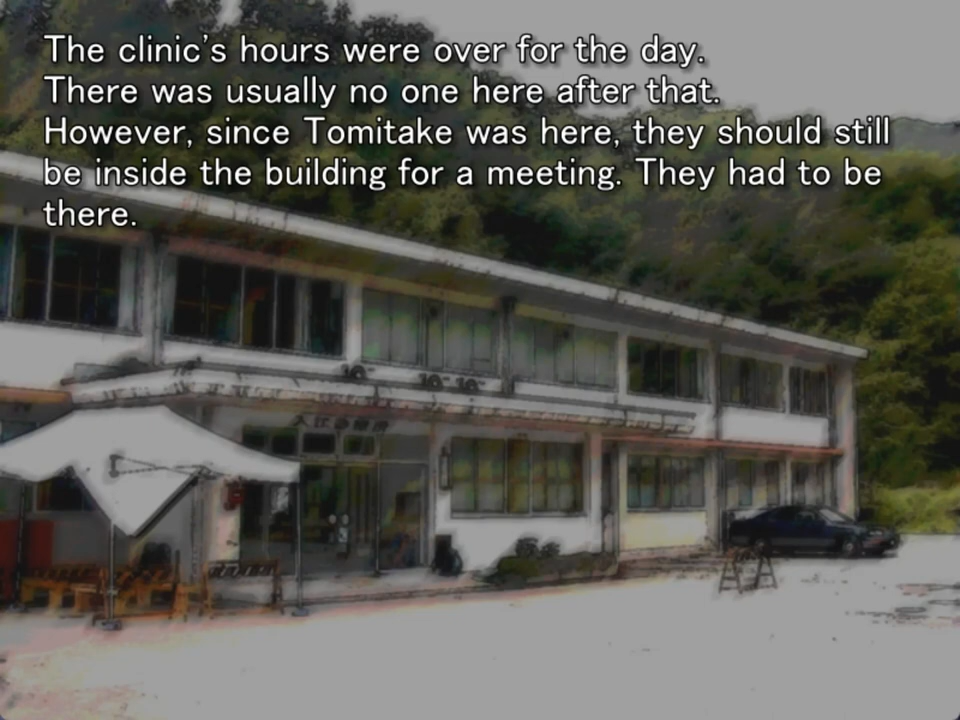 The clinic's hours were over for the day.
There was usually no one here after that.
However, since Tomitake was here, they should still
be inside the building for a meeting. They had to be
there.